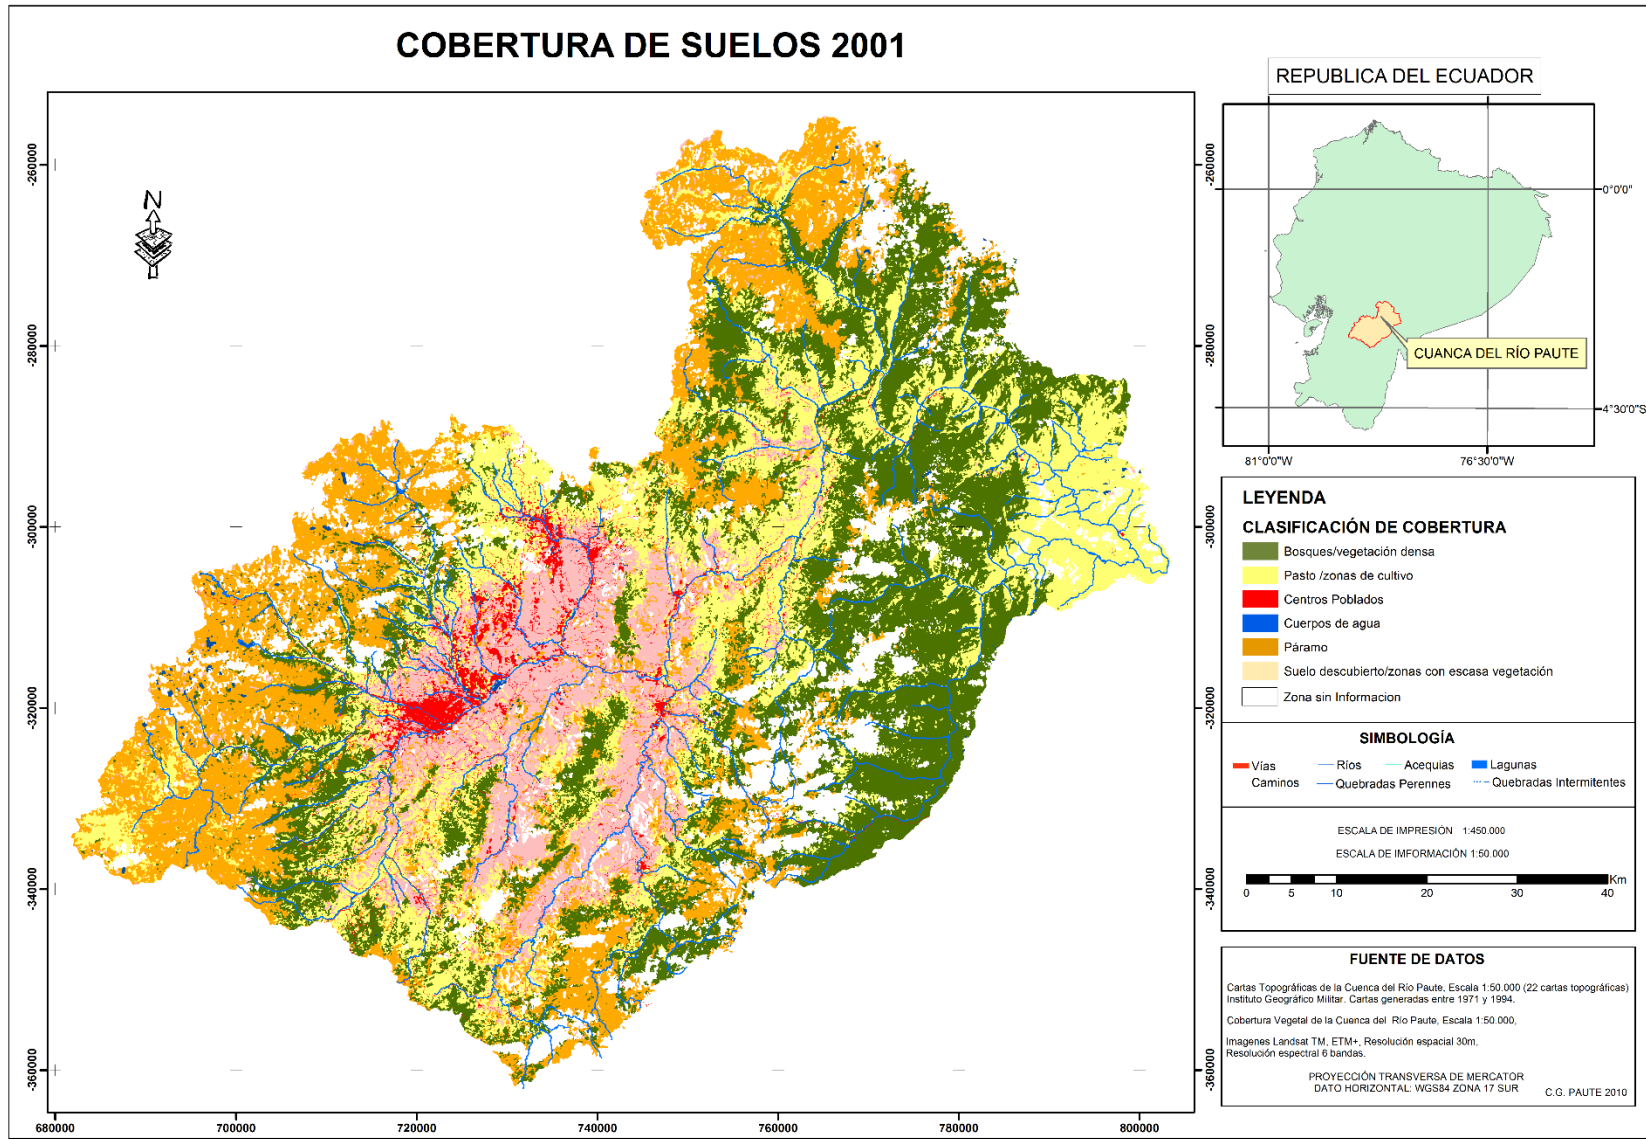 COBERTURA DE SUELOS 2001
N
-260000
-280000
-300000
-320000
-340000
-360000
-260000
-280000
-300000
-320000
-340000
-360000
680000
700000
720000
740000
760000
780000
800000
REPUBLICA DEL ECUADOR
0°0'0"
4°30'0"S
81°0'0"W
76°30'0"W
CUANCA DEL RÍO PAUTE
LEYENDA
CLASIFICACIÓN DE COBERTURA
Bosques/vegetación densa
Pasto /zonas de cultivo
Centros Poblados
Cuerpos de agua
Páramo
Suelo descubierto/zonas con escasa vegetación
Zona sin Informacion
SIMBOLOGÍA
Vías Ríos Acequias Lagunas
Caminos Quebradas Perennes Quebradas Intermitentes
ESCALA DE IMPRESIÓN 1:450.000
ESCALA DE IMFORMACIÓN 1:50.000
0 5 10 20 30 40 Km
FUENTE DE DATOS
Cartas Topográficas de la Cuenca del Río Paute, Escala 1:50.000 (22 cartas topográficas)
Instituto Geográfico Militar. Cartas generadas entre 1971 y 1994,
Cobertura Vegetal de la Cuenca del Río Paute, Escala 1:50.000,
Imagenes Landsat TM, ETM+, Resolución espacial 30m,
Resolución espectral 6 bandas.
PROYECCIÓN TRANSVERSA DE MERCATOR
DATO HORIZONTAL: WGS84 ZONA 17 SUR
C.G. PAUTE 2010